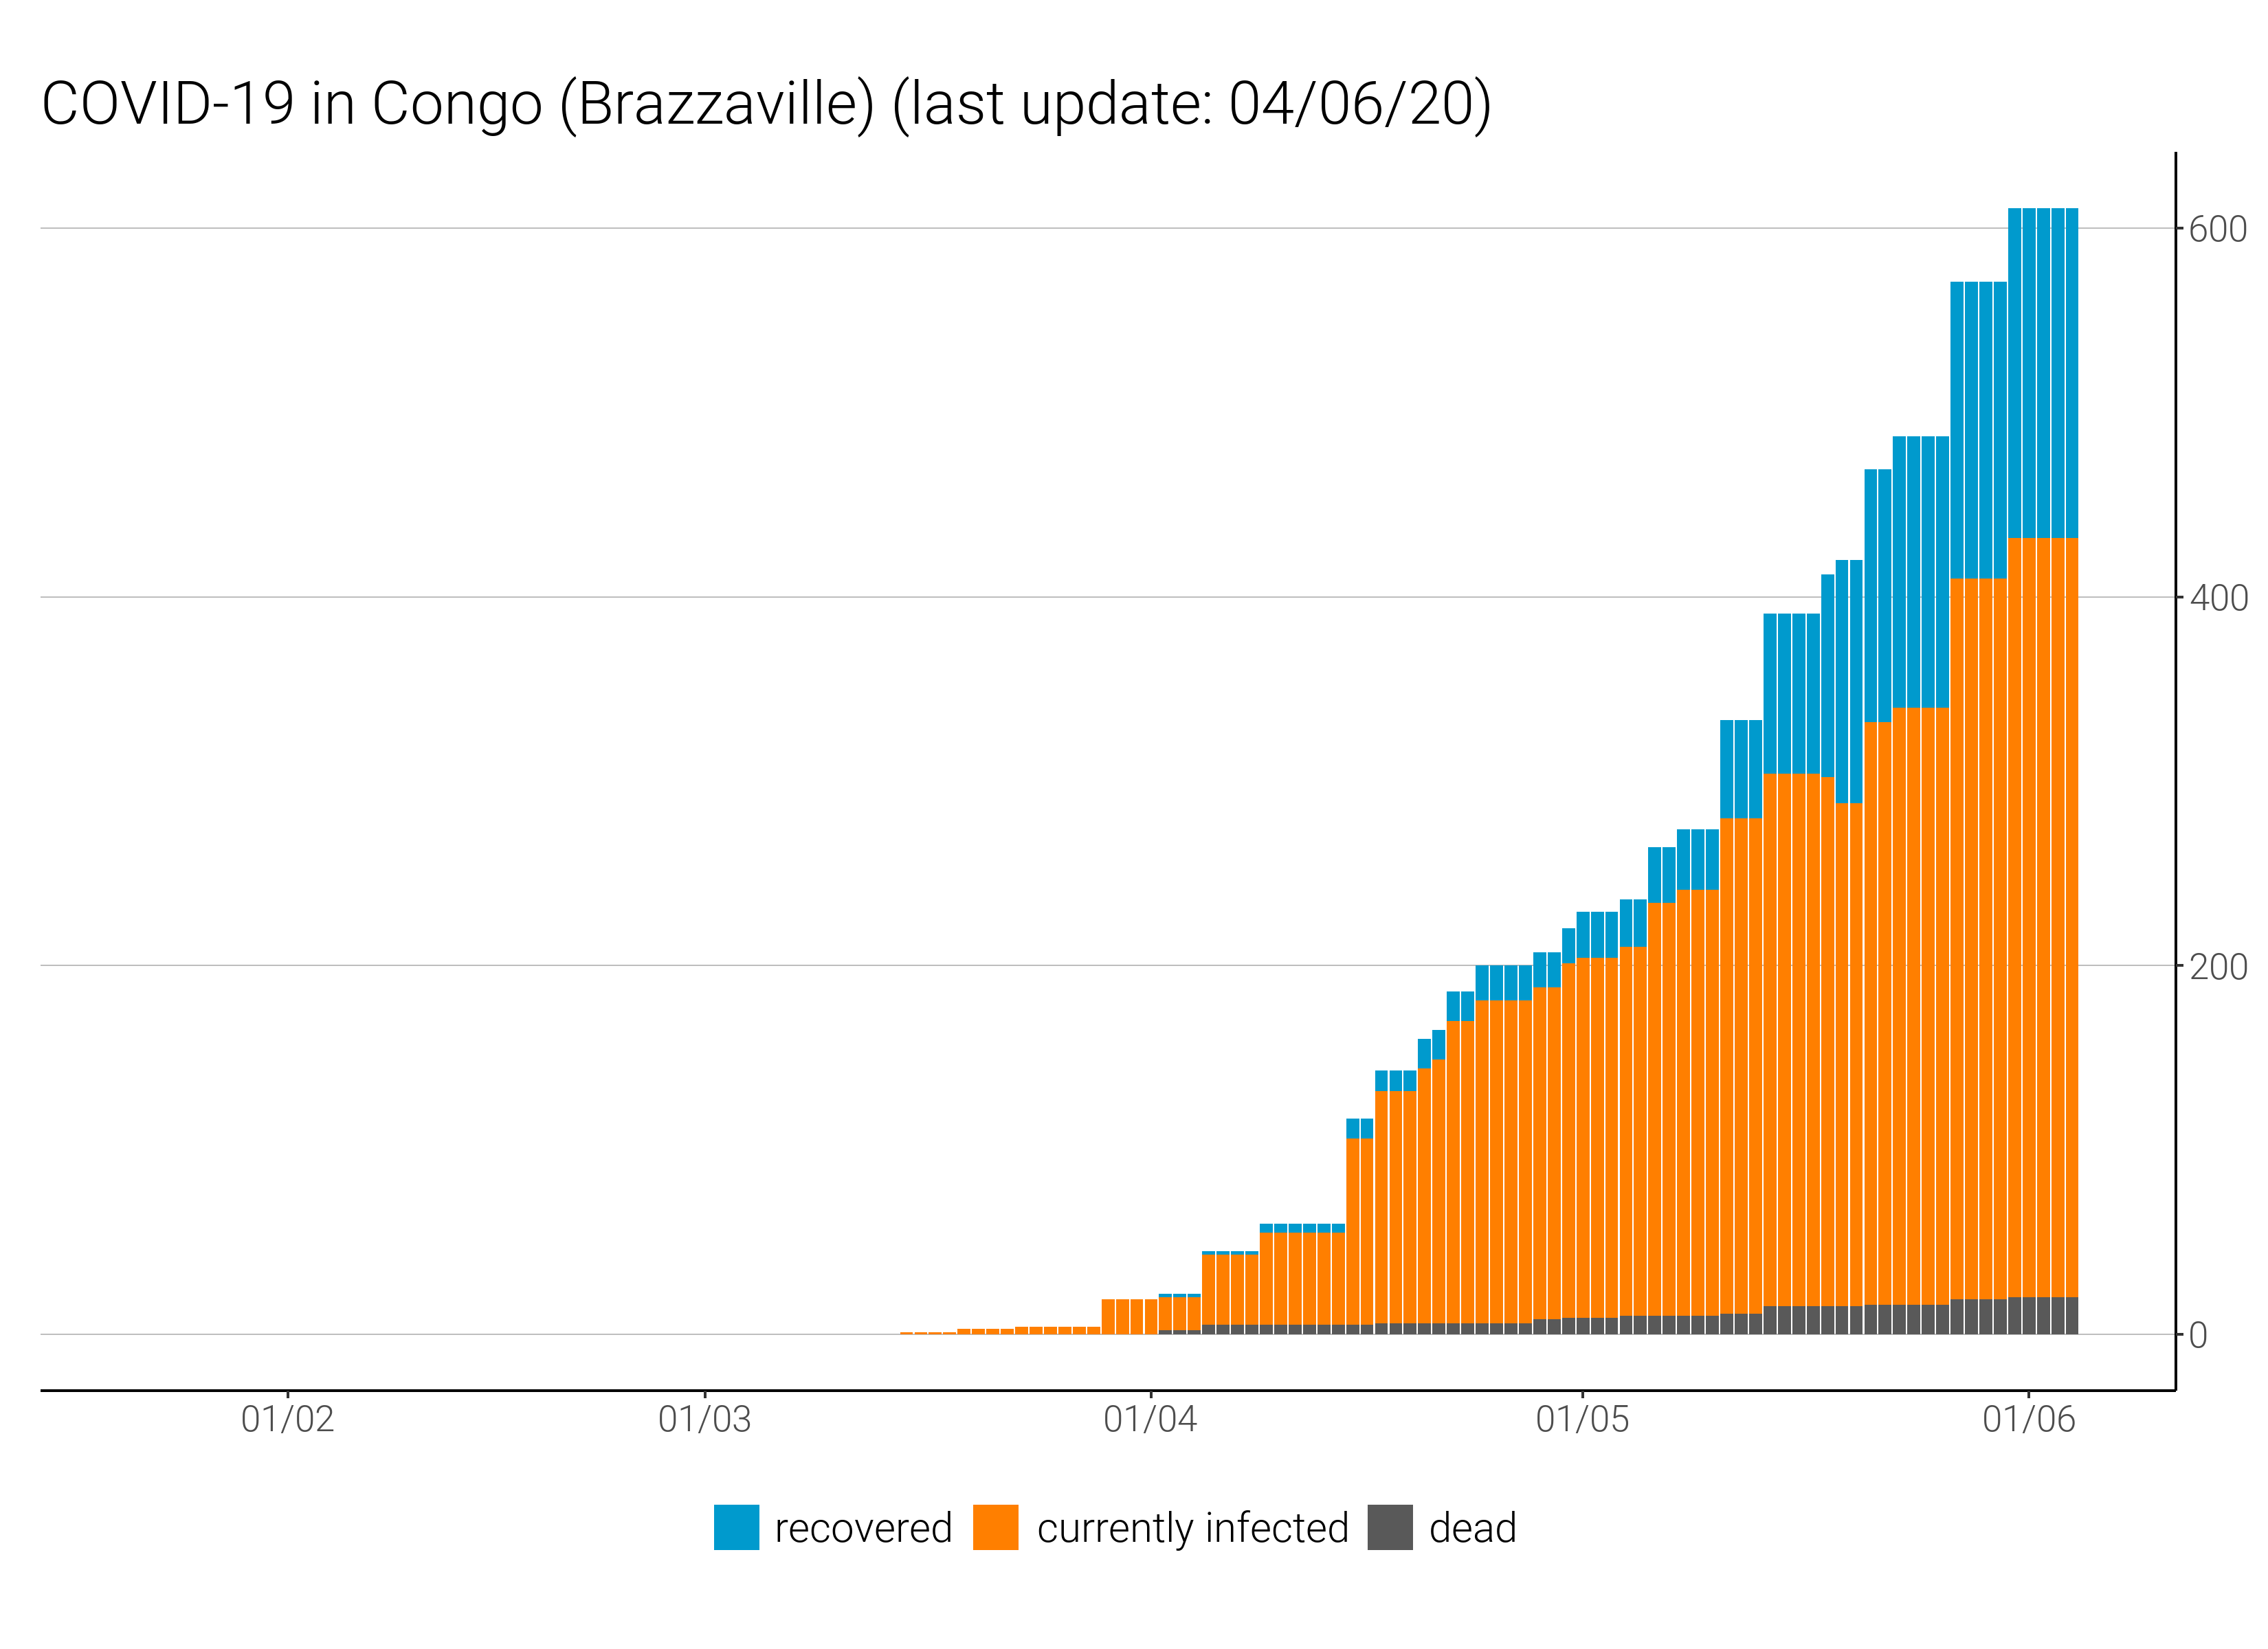 COVID-19 in Congo (Brazzaville) (last update: 04/06/20)
600
400
200
0
01/02 01/03 01/04 01/05 01/06
recovered currently infected dead